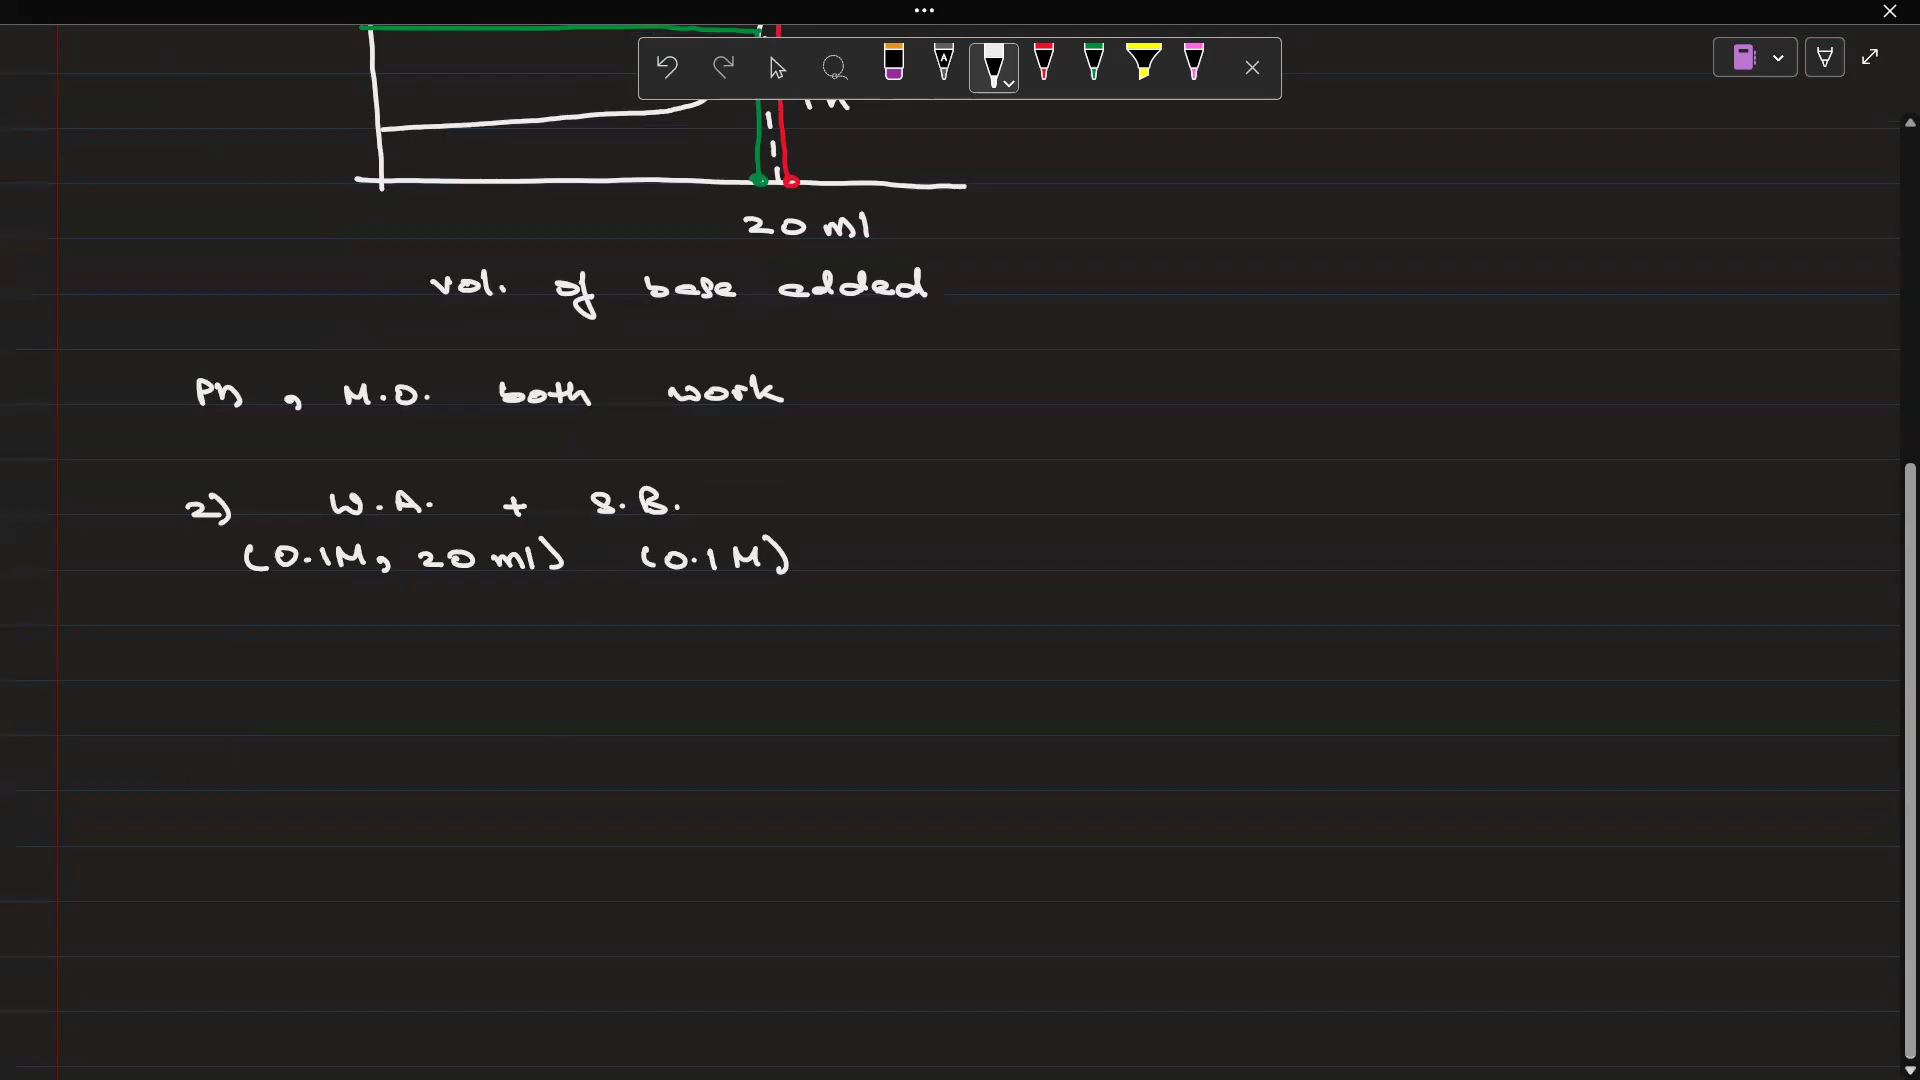 20 ml
vol. of base added
Ph , M.O. both work
2) W.A. + S.B.
(0.1M, 20 ml) (0.1 M)